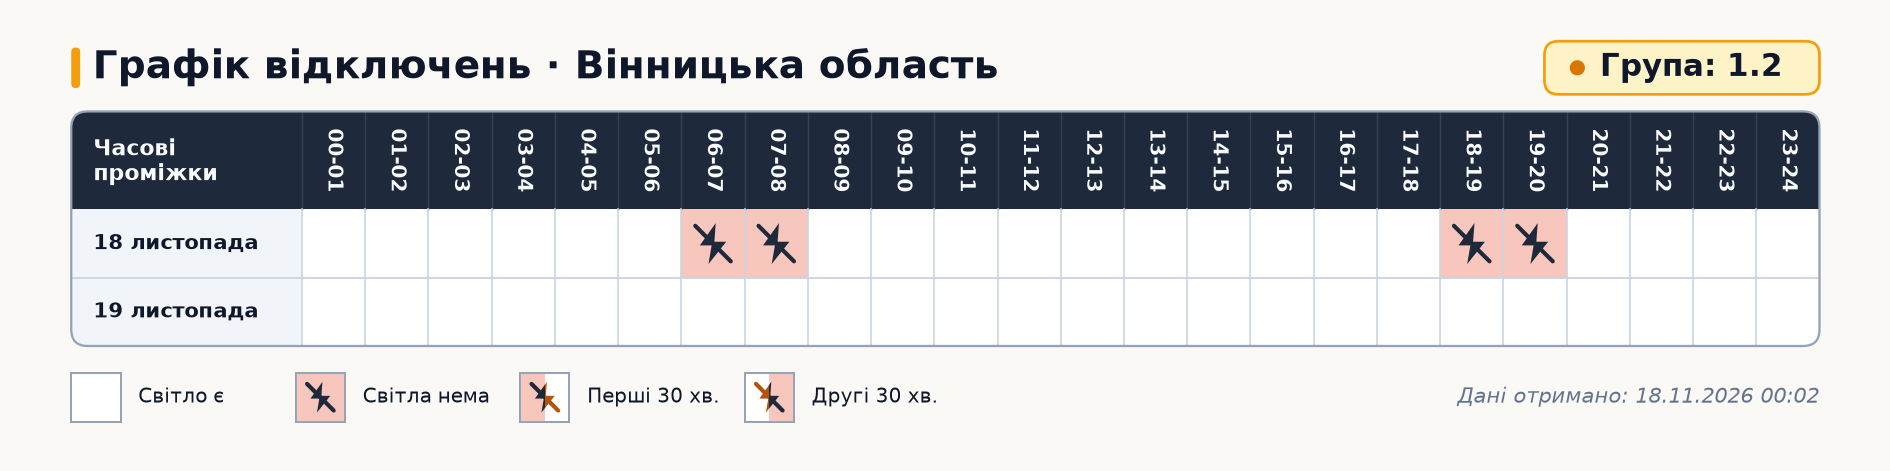 Графік відключень · Вінницька область
Група: 1.2
Часові
проміжки
00-01
01-02
02-03
03-04
04-05
05-06
06-07
07-08
08-09
09-10
10-11
11-12
12-13
13-14
14-15
15-16
16-17
17-18
18-19
19-20
20-21
21-22
22-23
23-24
18 листопада
19 листопада
Світло є
Світла нема
Перші 30 хв.
Другі 30 хв.
Дані отримано: 18.11.2026 00:02